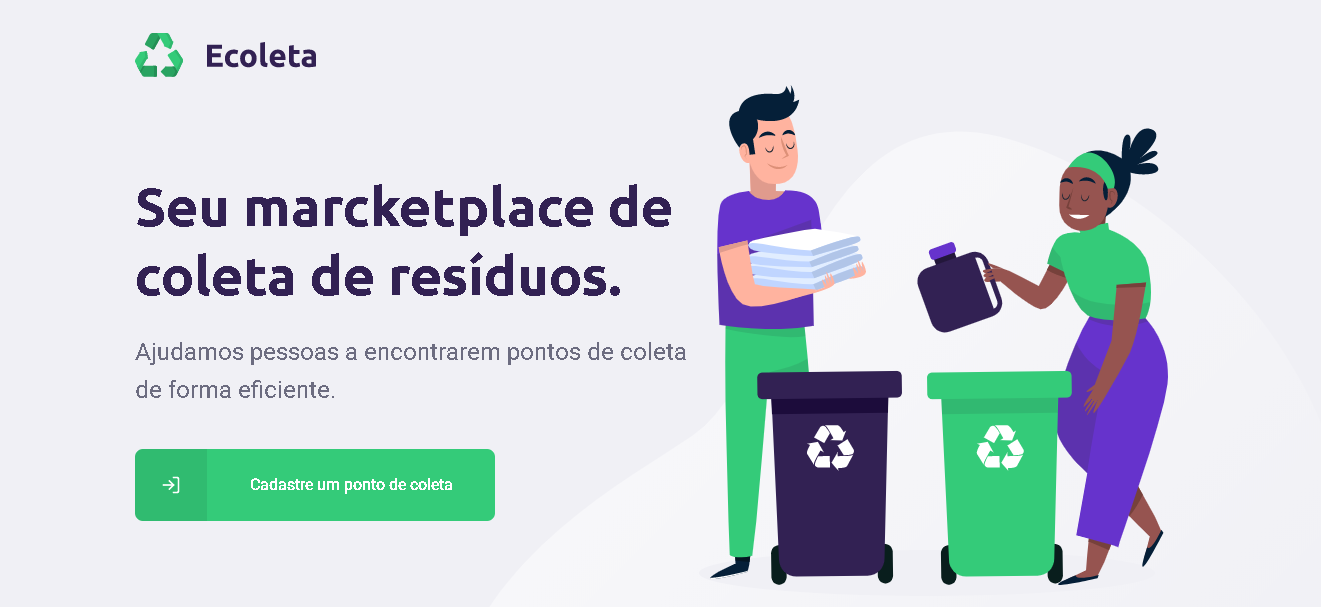 Ecoleta
Seu marcketplace de
coleta de resíduos.
Ajudamos pessoas a encontrarem pontos de coleta
de forma eficiente.
Cadastre um ponto de coleta